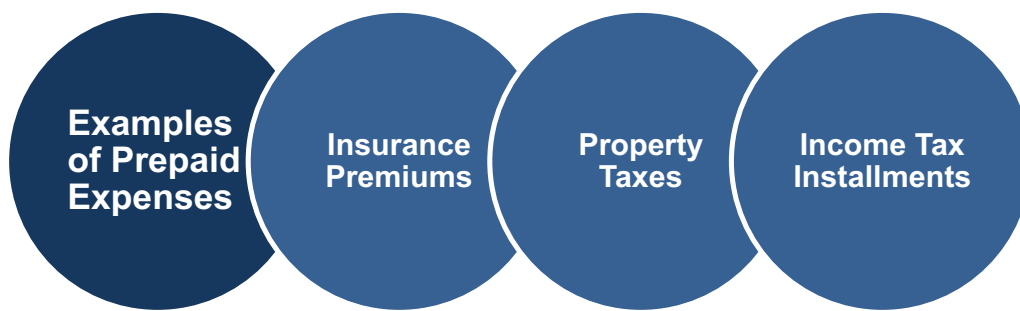 Examples
of Prepaid
Expenses
Insurance
Premiums
Property
Taxes
Income Tax
Installments